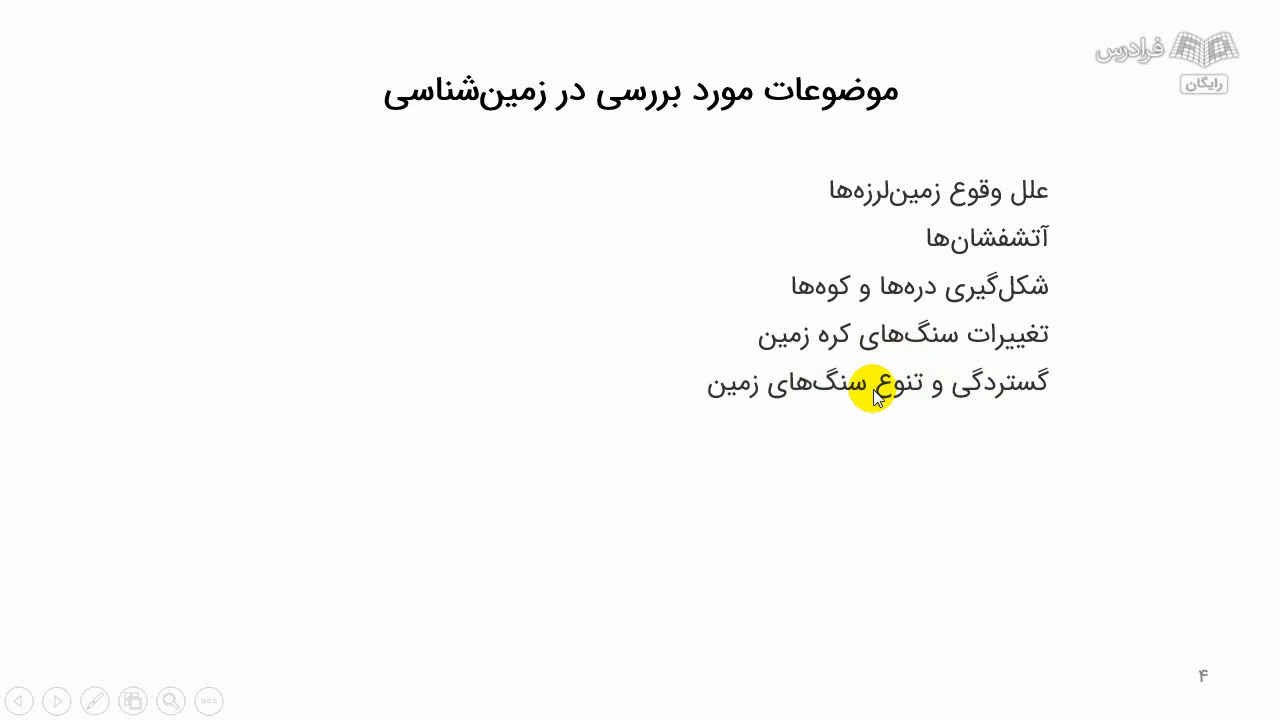 فرادرس
رایگان
موضوعات مورد بررسی در زمین‌شناسی
علل وقوع زمین‌لرزه‌ها
آتشفشان‌ها
شکل‌گیری دره‌ها و کوه‌ها
تغییرات سنگ‌های کره زمین
گستردگی و تنوع سنگ‌های زمین
۴